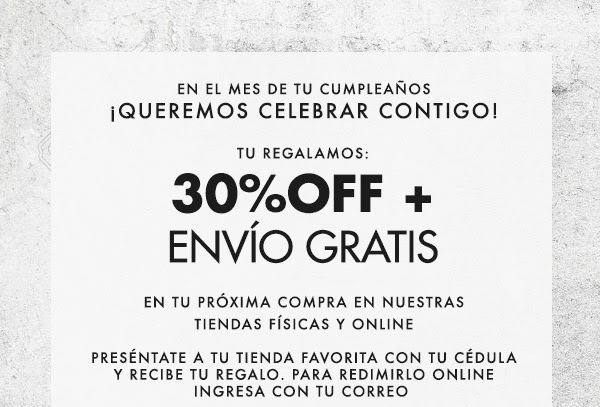 EN EL MES DE TU CUMPLEAÑOS
¡QUEREMOS CELEBRAR CONTIGO!
TU REGALAMOS:
30%OFF +
ENVÍO GRATIS
EN TU PRÓXIMA COMPRA EN NUESTRAS
TIENDAS FÍSICAS Y ONLINE
PRESÉNTATE A TU TIENDA FAVORITA CON TU CÉDULA
Y RECIBE TU REGALO. PARA REDIMIRLO ONLINE
INGRESA CON TU CORREO